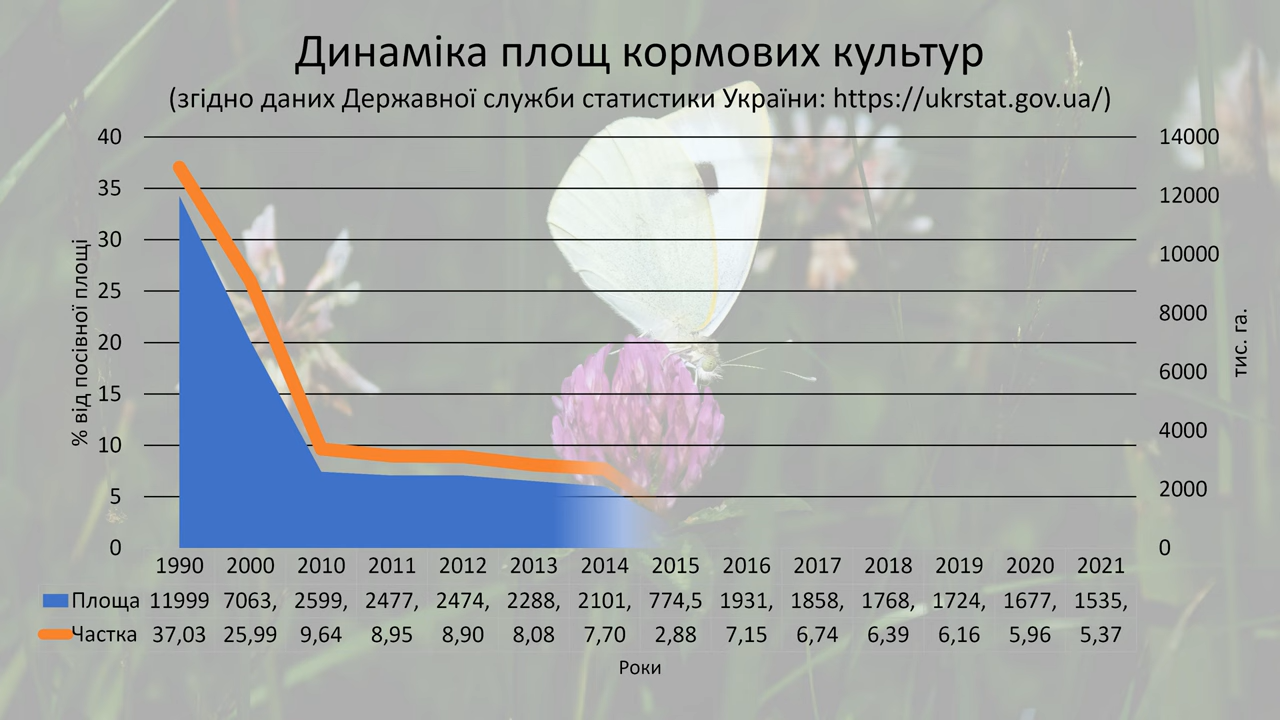 Динаміка площ кормових культур
(згідно даних Державної служби статистики України: https://ukrstat.gov.ua/)
40 14000
35 12000
30 10000
25 8000
20 6000
15 4000
10 2000
5 0
0
% від посівної площі
тис. га.
1990 2000 2010 2011 2012 2013 2014 2015 2016 2017 2018 2019 2020 2021
Площа 11999 7063, 2599, 2477, 2474, 2288, 2101, 774,5 1931, 1858, 1768, 1724, 1677, 1535,
Частка 37,03 25,99 9,64 8,95 8,90 8,08 7,70 2,88 7,15 6,74 6,39 6,16 5,96 5,37
Роки